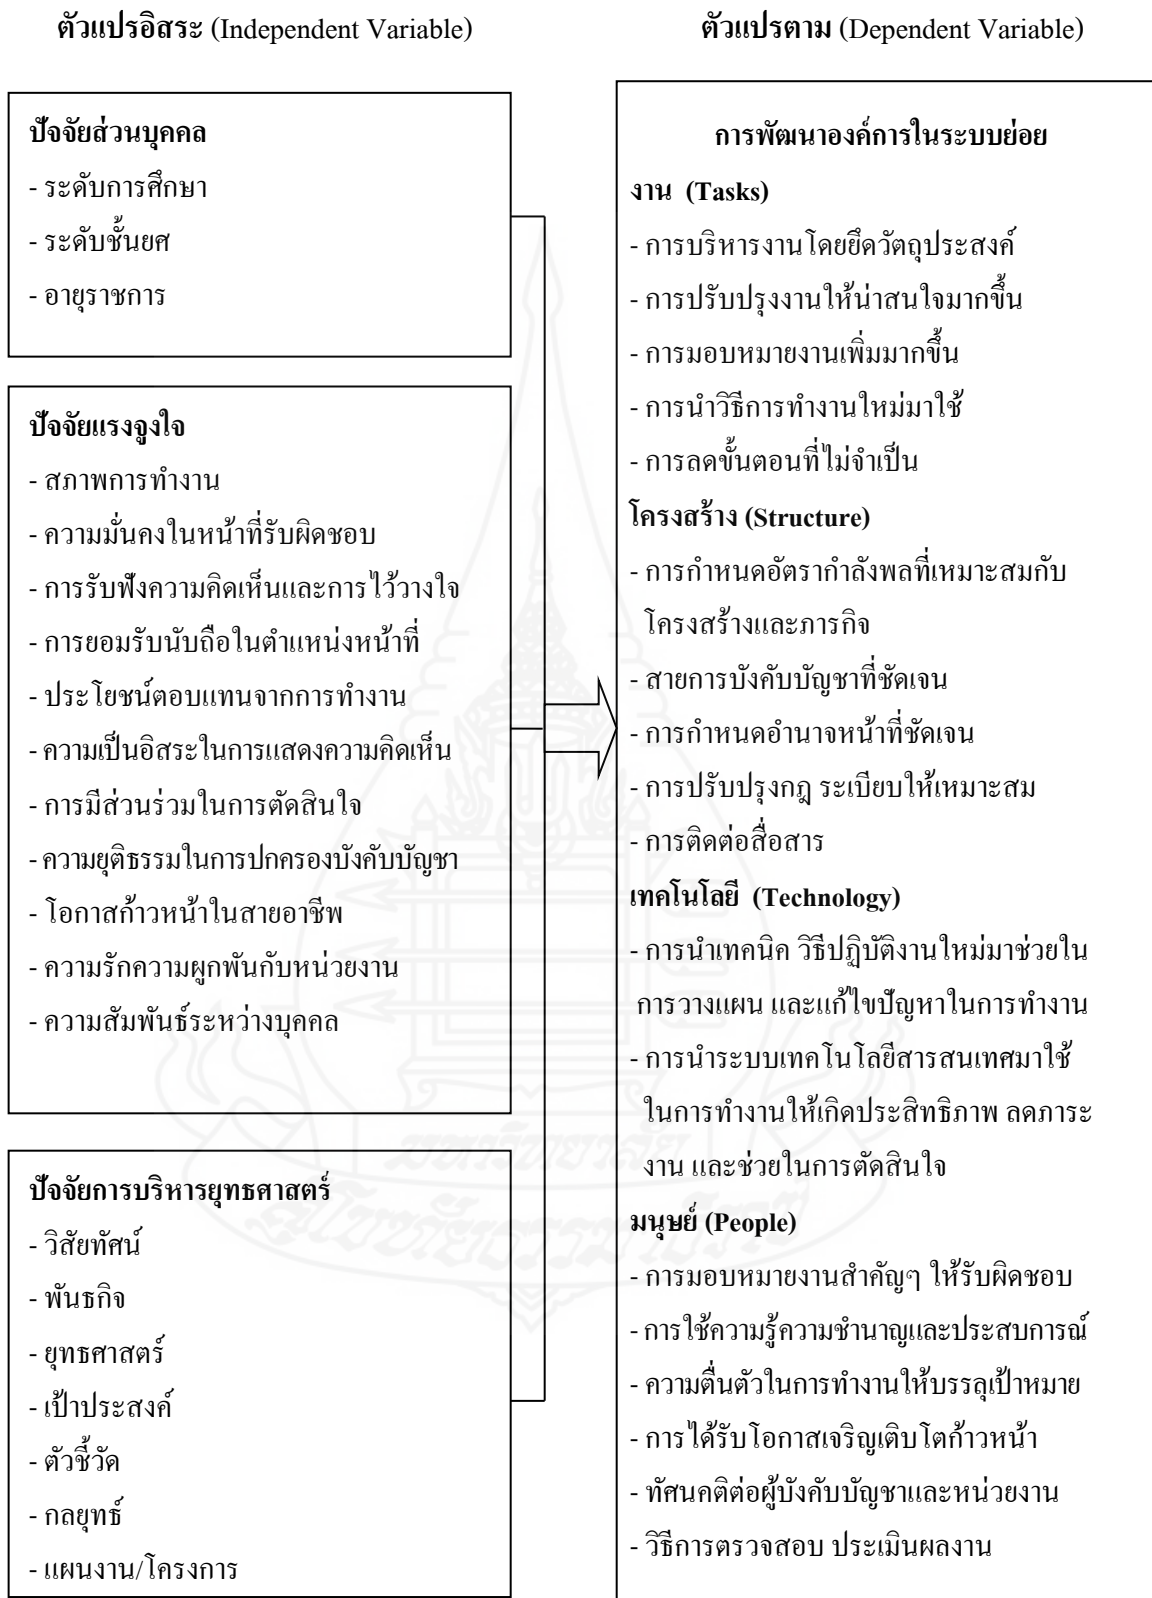 ตัวแปรอิสระ (Independent Variable)
ปัจจัยส่วนบุคคล
- ระดับการศึกษา
- ระดับชั้นยศ
- อายุราชการ
ปัจจัยแรงจูงใจ
- สภาพการทำงาน
- ความมั่นคงในหน้าที่รับผิดชอบ
- การรับฟังความคิดเห็นและการไว้วางใจ
- การยอมรับนับถือในตำแหน่งหน้าที่
- ประโยชน์ตอบแทนจากการทำงาน
- ความเป็นอิสระในการแสดงความคิดเห็น
- การมีส่วนร่วมในการตัดสินใจ
- ความยุติธรรมในการปกครองบังคับบัญชา
- โอกาสก้าวหน้าในสายอาชีพ
- ความรักความผูกพันกับหน่วยงาน
- ความสัมพันธ์ระหว่างบุคคล
ปัจจัยการบริหารยุทธศาสตร์
- วิสัยทัศน์
- พันธกิจ
- ยุทธศาสตร์
- เป้าประสงค์
- ตัวชี้วัด
- กลยุทธ์
- แผนงาน/โครงการ
ตัวแปรตาม (Dependent Variable)
การพัฒนาองค์การในระบบย่อย
งาน (Tasks)
- การบริหารงานโดยยึดวัตถุประสงค์
- การปรับปรุงงานให้น่าสนใจมากขึ้น
- การมอบหมายงานเพิ่มมากขึ้น
- การนำวิธีการทำงานใหม่มาใช้
- การลดขั้นตอนที่ไม่จำเป็น
โครงสร้าง (Structure)
- การกำหนดอัตรากำลังพลที่เหมาะสมกับ
โครงสร้างและภารกิจ
- สายการบังคับบัญชาที่ชัดเจน
- การกำหนดอำนาจหน้าที่ชัดเจน
- การปรับปรุงกฎ ระเบียบให้เหมาะสม
- การติดต่อสื่อสาร
เทคโนโลยี (Technology)
- การนำเทคนิค วิธีปฏิบัติงานใหม่มาช่วยใน
การวางแผน และแก้ไขปัญหาในการทำงาน
- การนำระบบเทคโนโลยีสารสนเทศมาใช้
ในการทำงานให้เกิดประสิทธิภาพ ลดภาระ
งาน และช่วยในการตัดสินใจ
มนุษย์ (People)
- การมอบหมายงานสำคัญๆ ให้รับผิดชอบ
- การใช้ความรู้ความชำนาญและประสบการณ์
- ความตื่นตัวในการทำงานให้บรรลุเป้าหมาย
- การได้รับโอกาสเจริญเติบโตก้าวหน้า
- ทัศนคติต่อผู้บังคับบัญชาและหน่วยงาน
- วิธีการตรวจสอบ ประเมินผลงาน
มหาวิทยาลัย
สุโขทัยธรรมาธิราช